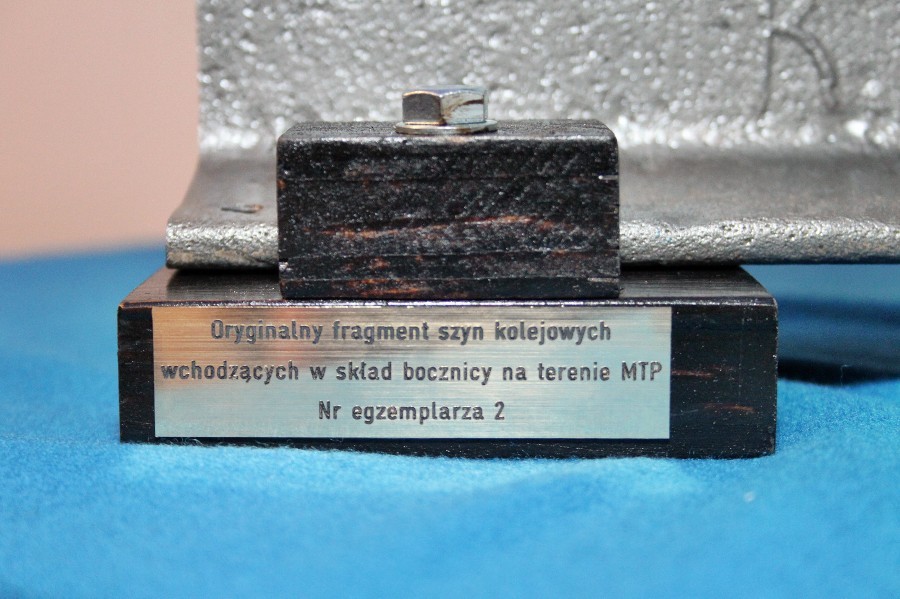 R
Oryginalny fragment szyn kolejowych
wchodzących w skład bocznicy na terenie MTP
Nr egzemplarza 2